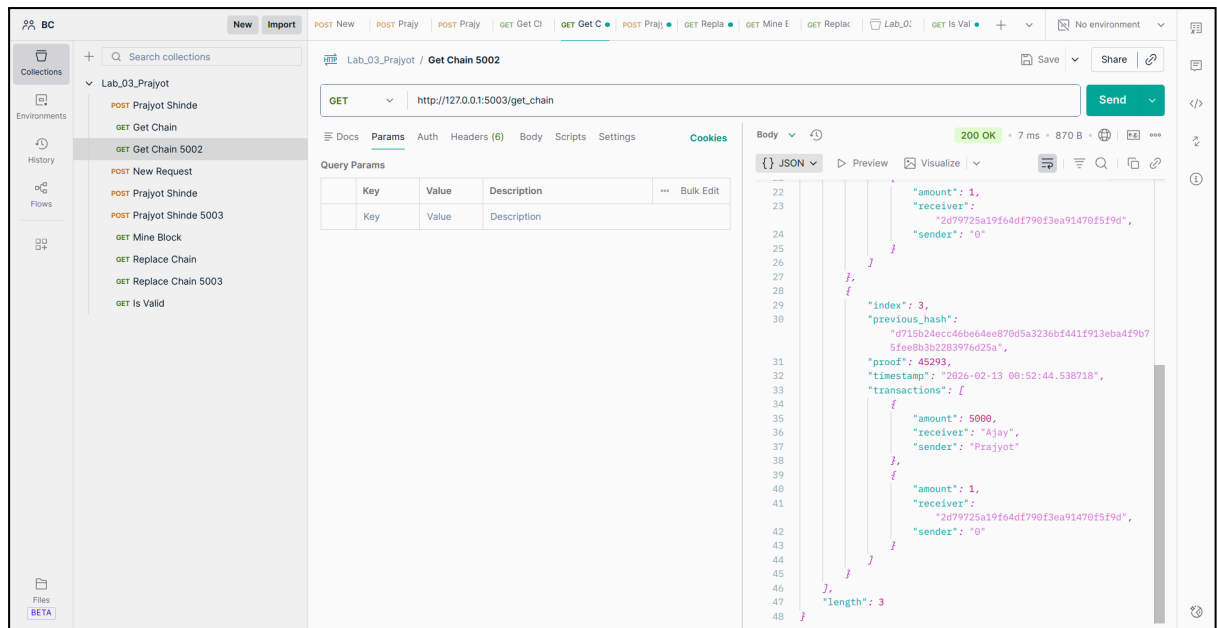 BC
New
Import
POST New
POST Prajy
POST Prajy
GET Get Cl
GET Get C
POST Praj
GET Repla
GET Mine E
GET Replac
Lab_0
GET Is Val
No environment
Collections
Environments
History
Flows
Files
BETA
Search collections
Lab_03_Prajyot
POST Prajyot Shinde
GET Get Chain
GET Get Chain 5002
POST New Request
POST Prajyot Shinde
POST Prajyot Shinde 5003
GET Mine Block
GET Replace Chain
GET Replace Chain 5003
GET Is Valid
HTTP Lab_03_Prajyot / Get Chain 5002
Save
Share
GET http://127.0.0.1:5003/get_chain
Send
Docs Params Auth Headers (6) Body Scripts Settings Cookies
Query Params
Key Value Description Bulk Edit
Key Value Description
Body 200 OK • 7 ms • 870 B e.g.
{ } JSON Preview Visualize
22 "amount": 1,
23 "receiver":
"2d79725a19f64df790f3ea91470f5f9d",
24 "sender": "0"
25 }
26 ]
27 },
28 {
29 "index": 3,
30 "previous_hash":
"d715b24ecc46be64ee870d5a3236bf441f913eba4f9b7
5fee8b3b2283976d25a",
31 "proof": 45293,
32 "timestamp": "2026-02-13 00:52:44.538718",
33 "transactions": [
34 {
35 "amount": 5000,
36 "receiver": "Ajay",
37 "sender": "Prajyot"
38 },
39 {
40 "amount": 1,
41 "receiver":
"2d79725a19f64df790f3ea91470f5f9d",
42 "sender": "0"
43 }
44 ]
45 }
46 ],
47 "length": 3
48 }